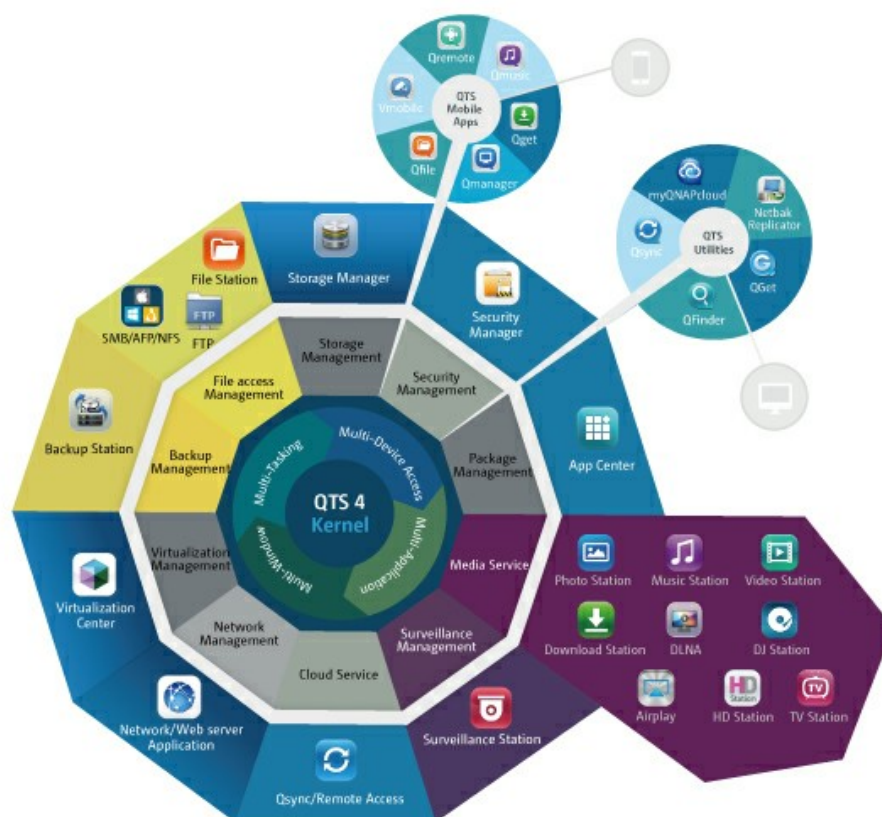 Qremote
Qmusic
Vmobile
QTS
Mobile
Apps
Qget
Qfile
Qmanager
myQNAPcloud
Netbak
Replicator
Qsync
QTS
Utilities
QGet
QFinder
File Station
Storage Manager
Security
Manager
SMB/AFP/NFS
FTP
FTP
Storage
Management
Security
Management
File access
Management
Backup Station
Backup
Management
Package
Management
App Center
Multi-Tasking
Multi-Device Access
Multi-Application
Multi-Window
QTS 4
Kernel
Virtualization
Management
Media Service
Virtualization
Center
Network
Management
Surveillance
Management
Cloud Service
Network/Web server
Application
Qsync/Remote Access
Surveillance Station
Photo Station
Music Station
Video Station
Download Station
DLNA
DJ Station
HD
Station
TV
Airplay
HD Station
TV Station